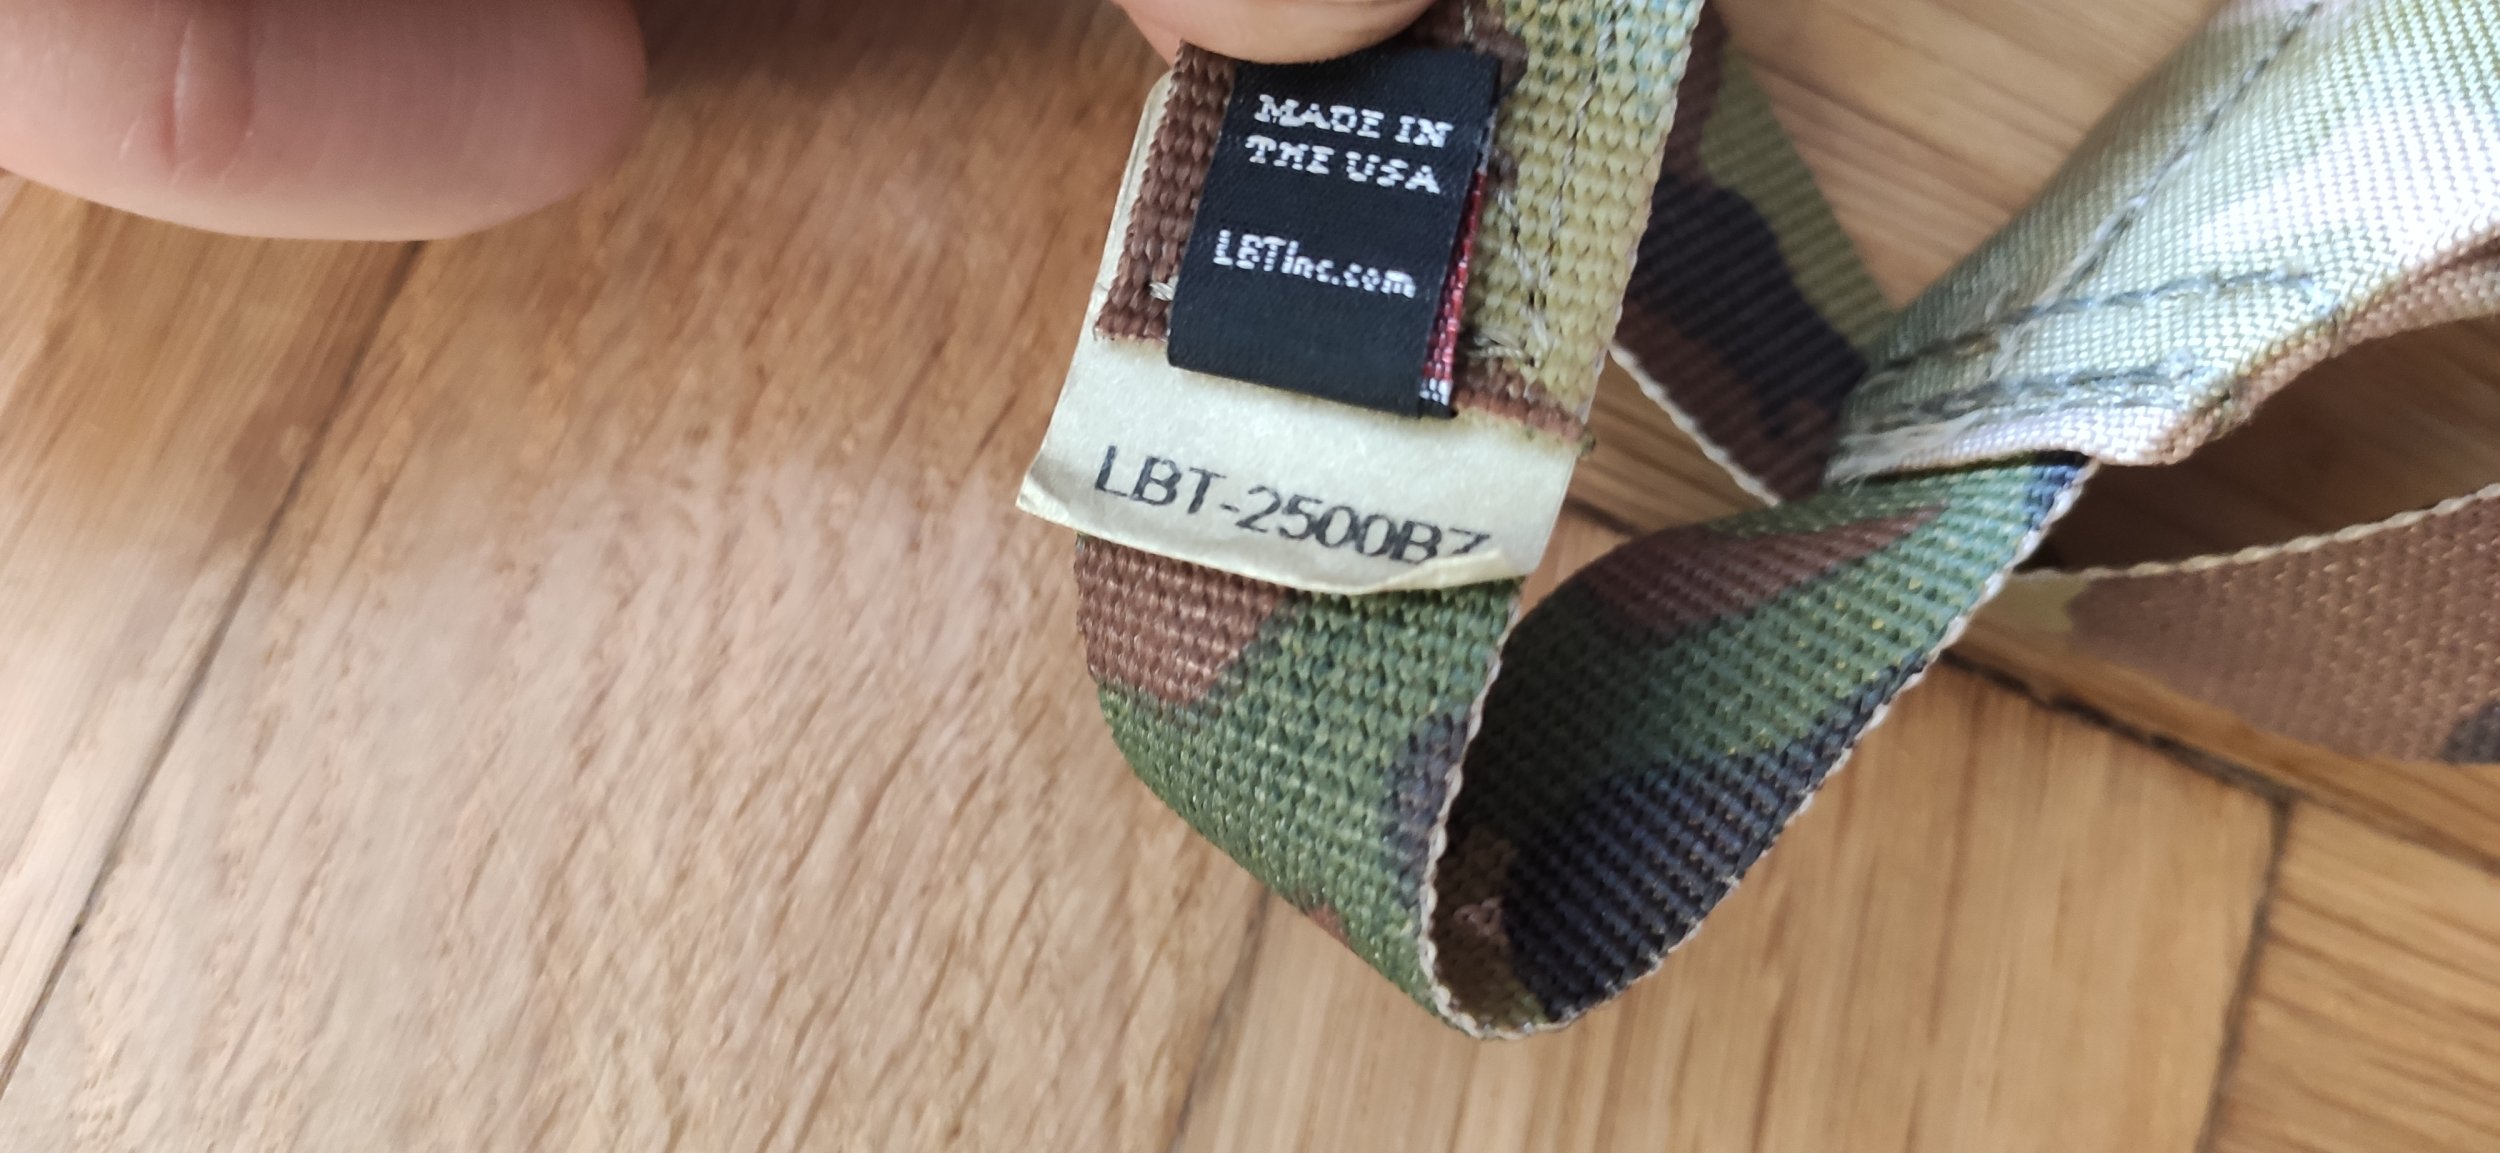 MADE IN
THE USA
LBTinc.com
LBT-2500BZ